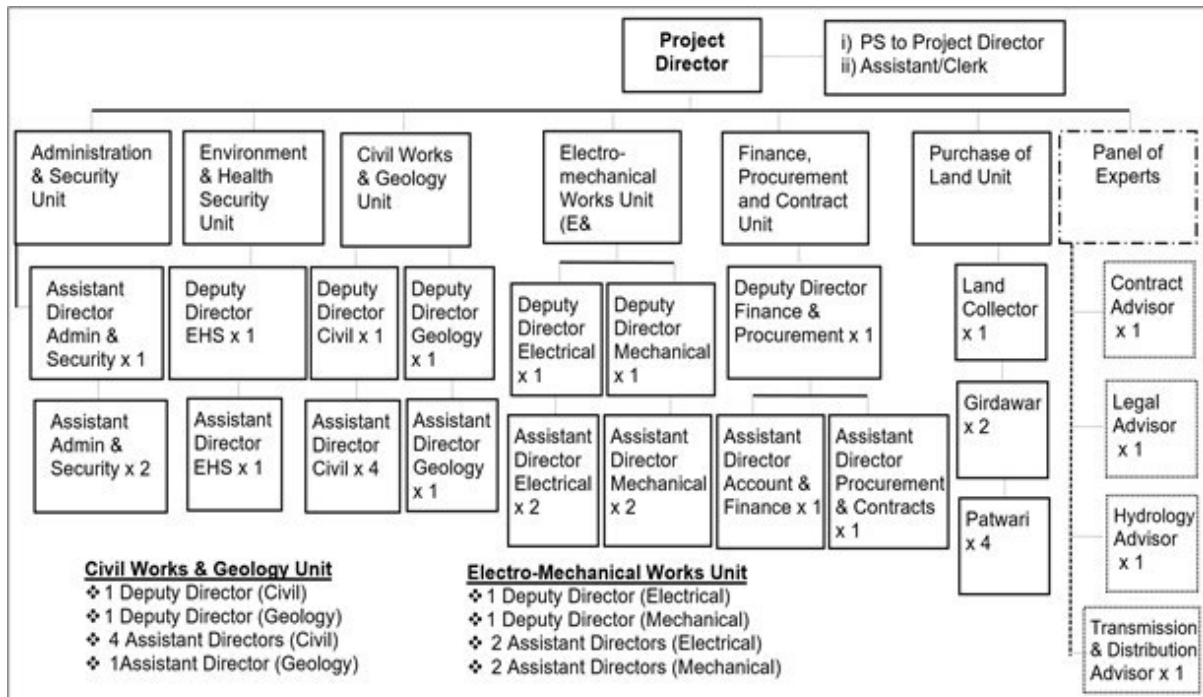 Project
Director
i) PS to Project Director
ii) Assistant/Clerk
Administration
& Security
Unit
Environment
& Health
Security
Unit
Civil Works
& Geology
Unit
Electro-
mechanical
Works Unit
(E&
Finance,
Procurement
and Contract
Unit
Purchase of
Land Unit
Panel of
Experts
Assistant
Director
Admin &
Security x 1
Deputy
Director
EHS x 1
Deputy
Director
Civil x 1
Deputy
Director
Geology
x 1
Deputy
Director
Electrical
x 1
Deputy
Director
Mechanical
x 1
Deputy Director
Finance &
Procurement x 1
Land
Collector
x 1
Contract
Advisor
x 1
Assistant
Admin &
Security x 2
Assistant
Director
EHS x 1
Assistant
Director
Civil x 4
Assistant
Director
Geology
x 1
Assistant
Director
Electrical
x 2
Assistant
Director
Mechanical
x 2
Assistant
Director
Account &
Finance x 1
Assistant
Director
Procurement
& Contracts
x 1
Girdawar
x 2
Legal
Advisor
x 1
Patwari
x 4
Hydrology
Advisor
x 1
Transmission
& Distribution
Advisor x 1
Civil Works & Geology Unit
❖ 1 Deputy Director (Civil)
❖ 1 Deputy Director (Geology)
❖ 4 Assistant Directors (Civil)
❖ 1Assistant Director (Geology)
Electro-Mechanical Works Unit
❖ 1 Deputy Director (Electrical)
❖ 1 Deputy Director (Mechanical)
❖ 2 Assistant Directors (Electrical)
❖ 2 Assistant Directors (Mechanical)